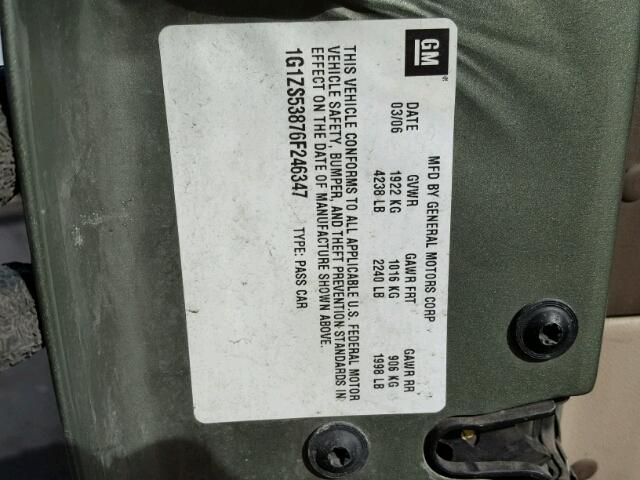 GM
MFD BY GENERAL MOTORS CORP
DATE GVWR GAWR FRT GAWR RR
03/06 1922 KG 1016 KG 906 KG
4238 LB 2240 LB 1998 LB
THIS VEHICLE CONFORMS TO ALL APPLICABLE U.S. FEDERAL MOTOR
VEHICLE SAFETY, BUMPER, AND THEFT PREVENTION STANDARDS IN
EFFECT ON THE DATE OF MANUFACTURE SHOWN ABOVE.
1G1ZS53876F246347 TYPE: PASS CAR